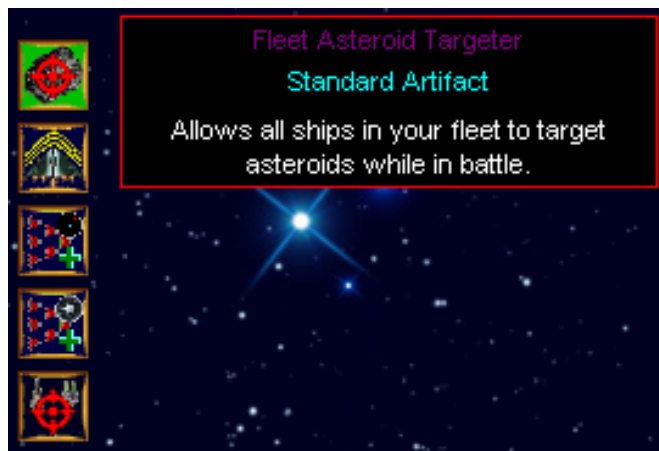 Fleet Asteroid Targeter
Standard Artifact
Allows all ships in your fleet to target
asteroids while in battle.